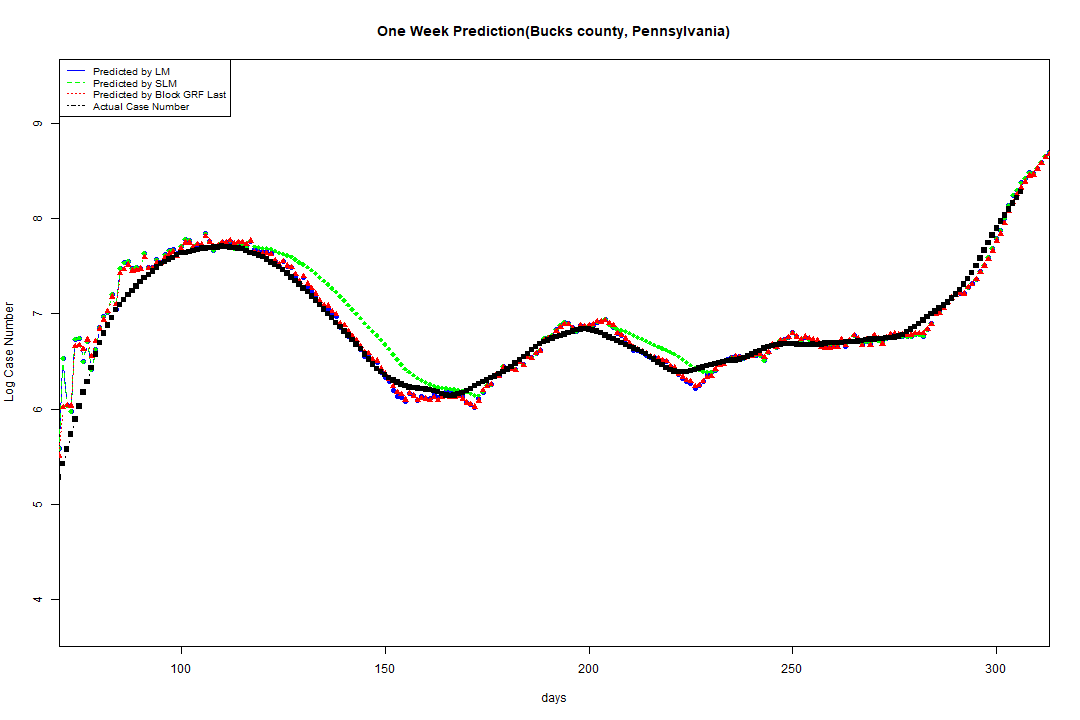 One Week Prediction(Bucks county, Pennsylvania)
Predicted by LM
Predicted by SLM
Predicted by Block GRF Last
Actual Case Number
Log Case Number
9
8
7
6
5
4
100 150 200 250 300
days